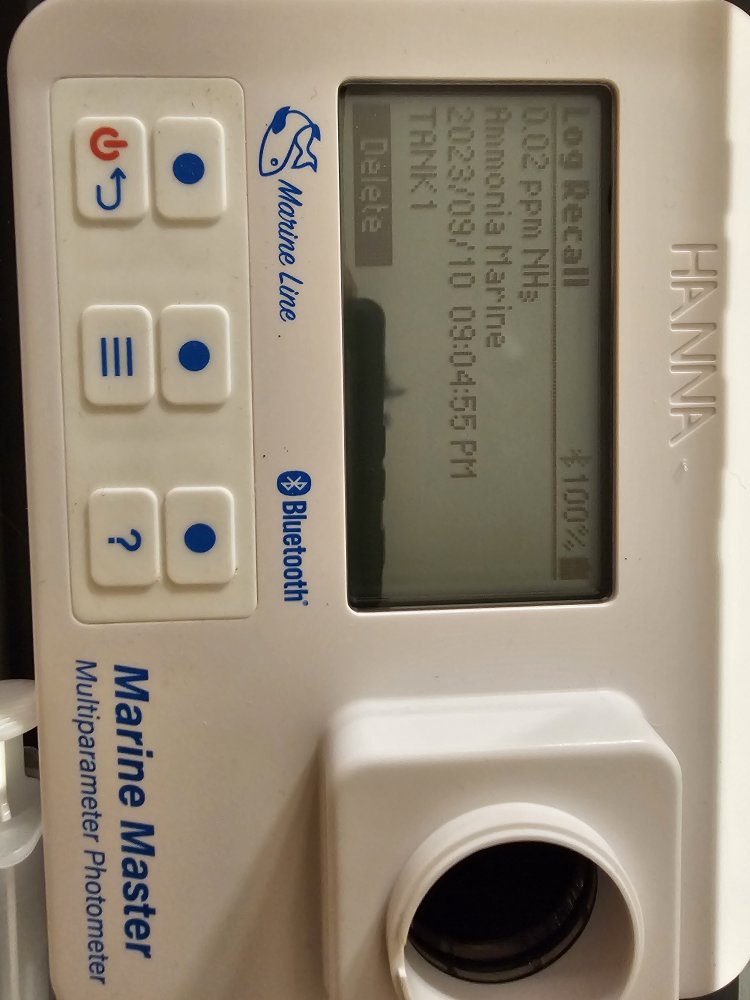 HANNA
Log Recall 100%
0.02 ppm NH₃
Ammonia Marine
2023/09/10 09:04:55 PM
TANK1
Delete
Marine Line
Bluetooth®
?
Marine Master
Multiparameter Photometer